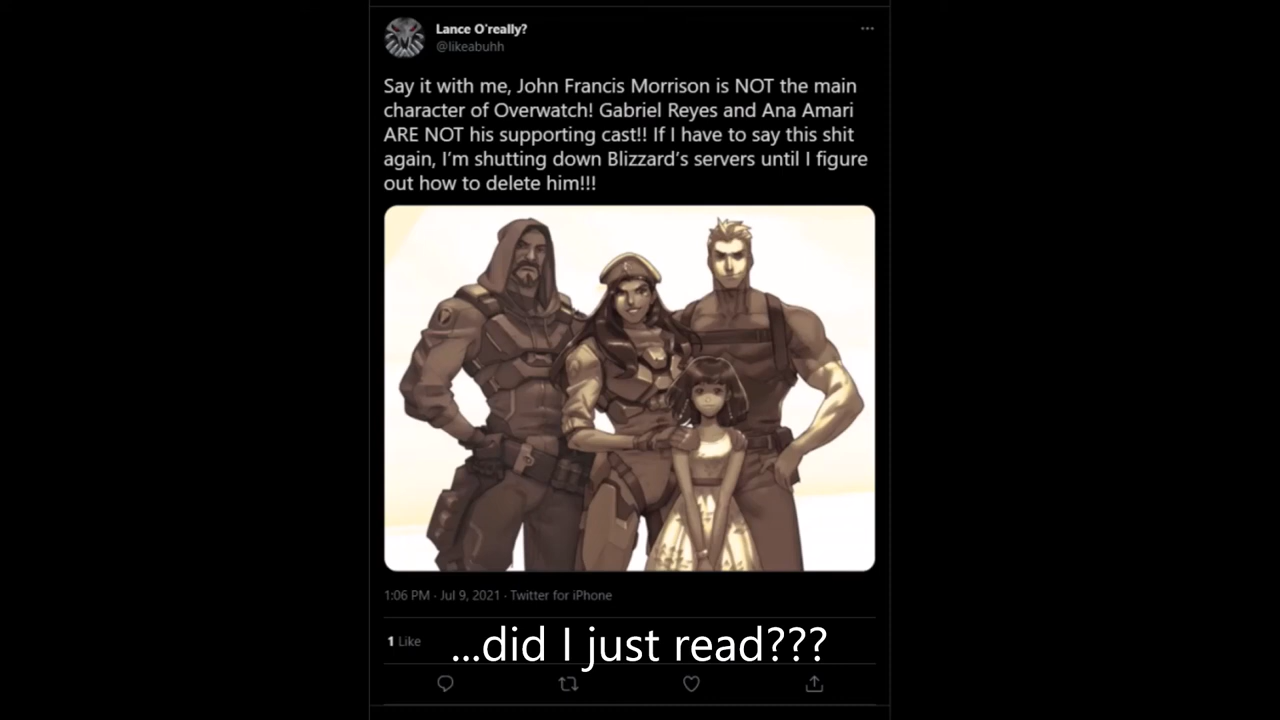 Lance O'really?
@likeabuhh
Say it with me, John Francis Morrison is NOT the main
character of Overwatch! Gabriel Reyes and Ana Amari
ARE NOT his supporting cast!! If I have to say this shit
again, I'm shutting down Blizzard's servers until I figure
out how to delete him!!!
1:06 PM · Jul 9, 2021 · Twitter for iPhone
1 Like
...did I just read???